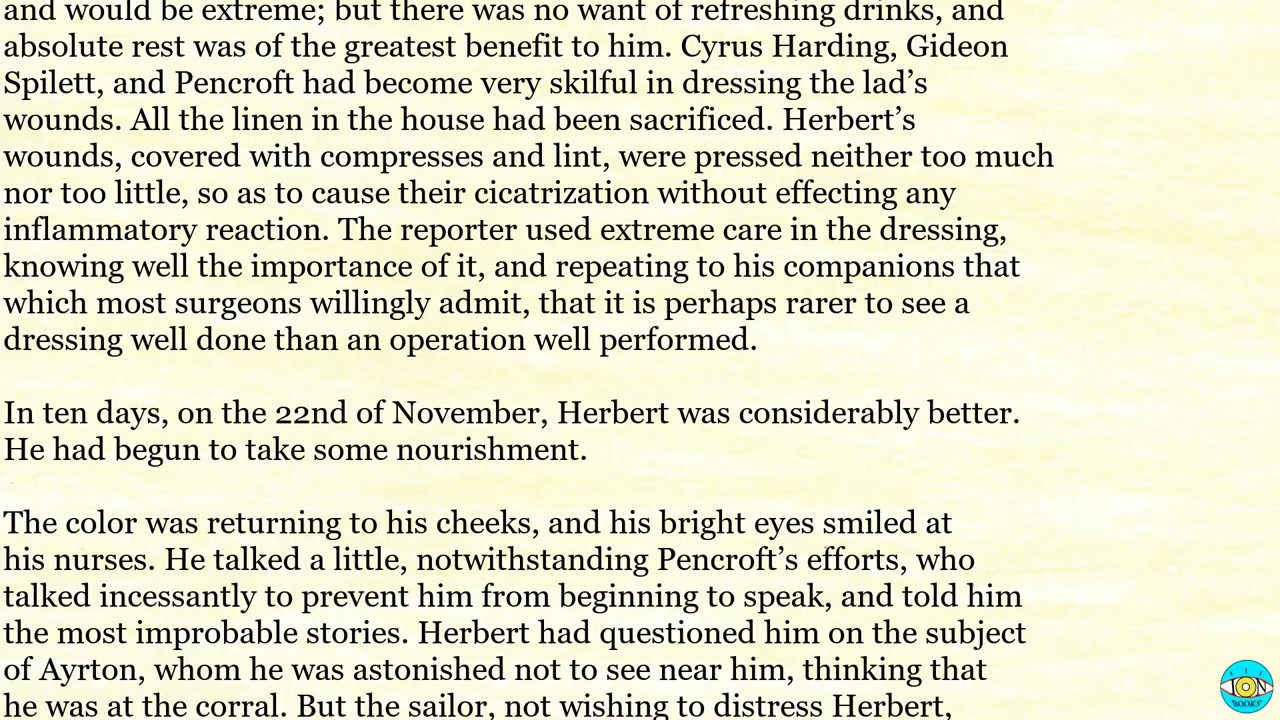 and would be extreme; but there was no want of refreshing drinks, and
absolute rest was of the greatest benefit to him. Cyrus Harding, Gideon
Spilett, and Pencroft had become very skilful in dressing the lad’s
wounds. All the linen in the house had been sacrificed. Herbert’s
wounds, covered with compresses and lint, were pressed neither too much
nor too little, so as to cause their cicatrization without effecting any
inflammatory reaction. The reporter used extreme care in the dressing,
knowing well the importance of it, and repeating to his companions that
which most surgeons willingly admit, that it is perhaps rarer to see a
dressing well done than an operation well performed.
In ten days, on the 22nd of November, Herbert was considerably better.
He had begun to take some nourishment.
The color was returning to his cheeks, and his bright eyes smiled at
his nurses. He talked a little, notwithstanding Pencroft’s efforts, who
talked incessantly to prevent him from beginning to speak, and told him
the most improbable stories. Herbert had questioned him on the subject
of Ayrton, whom he was astonished not to see near him, thinking that
he was at the corral. But the sailor, not wishing to distress Herbert,
ION
BOOKS